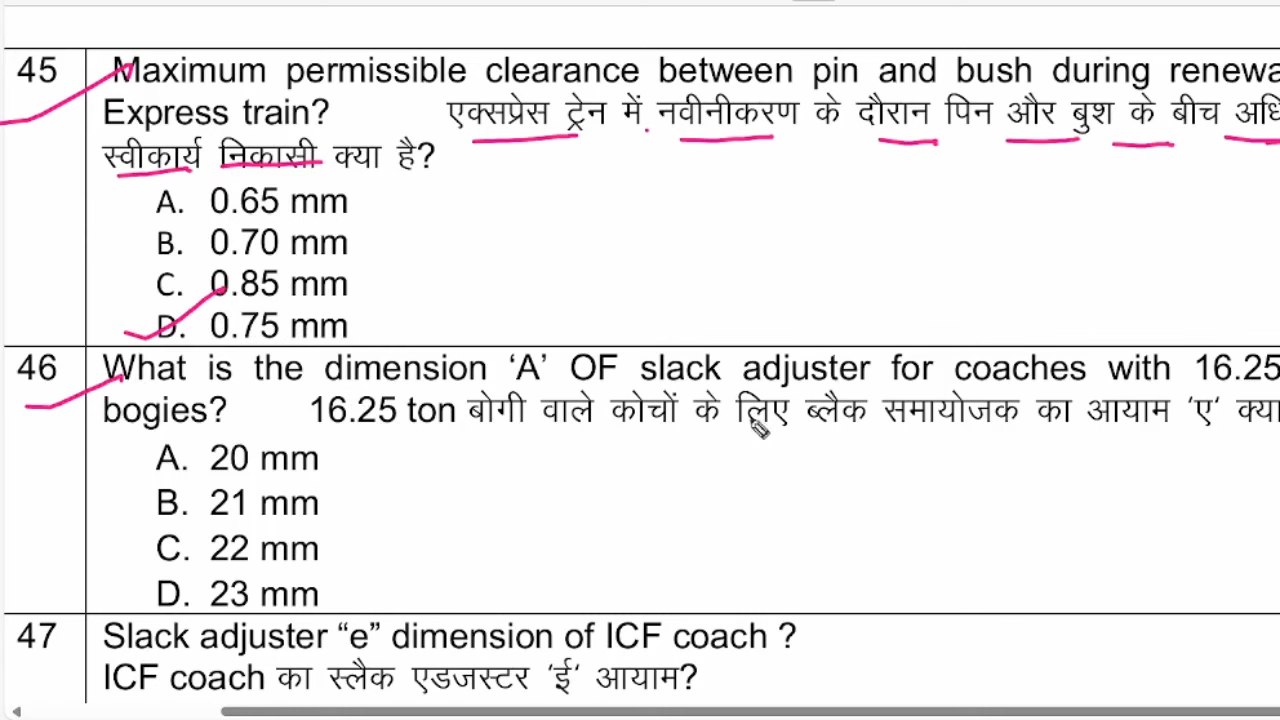 45 Maximum permissible clearance between pin and bush during renewa
Express train? एक्सप्रेस ट्रेन में नवीनीकरण के दौरान पिन और बुश के बीच अधि
स्वीकार्य निकासी क्या है?
A. 0.65 mm
B. 0.70 mm
C. 0.85 mm
D. 0.75 mm
46 What is the dimension ‘A’ OF slack adjuster for coaches with 16.25
bogies? 16.25 ton बोगी वाले कोचों के लिए ब्लैक समायोजक का आयाम ‘ए‘ क्या
A. 20 mm
B. 21 mm
C. 22 mm
D. 23 mm
47 Slack adjuster “e” dimension of ICF coach ?
ICF coach का स्लैक एडजस्टर ‘ई‘ आयाम?